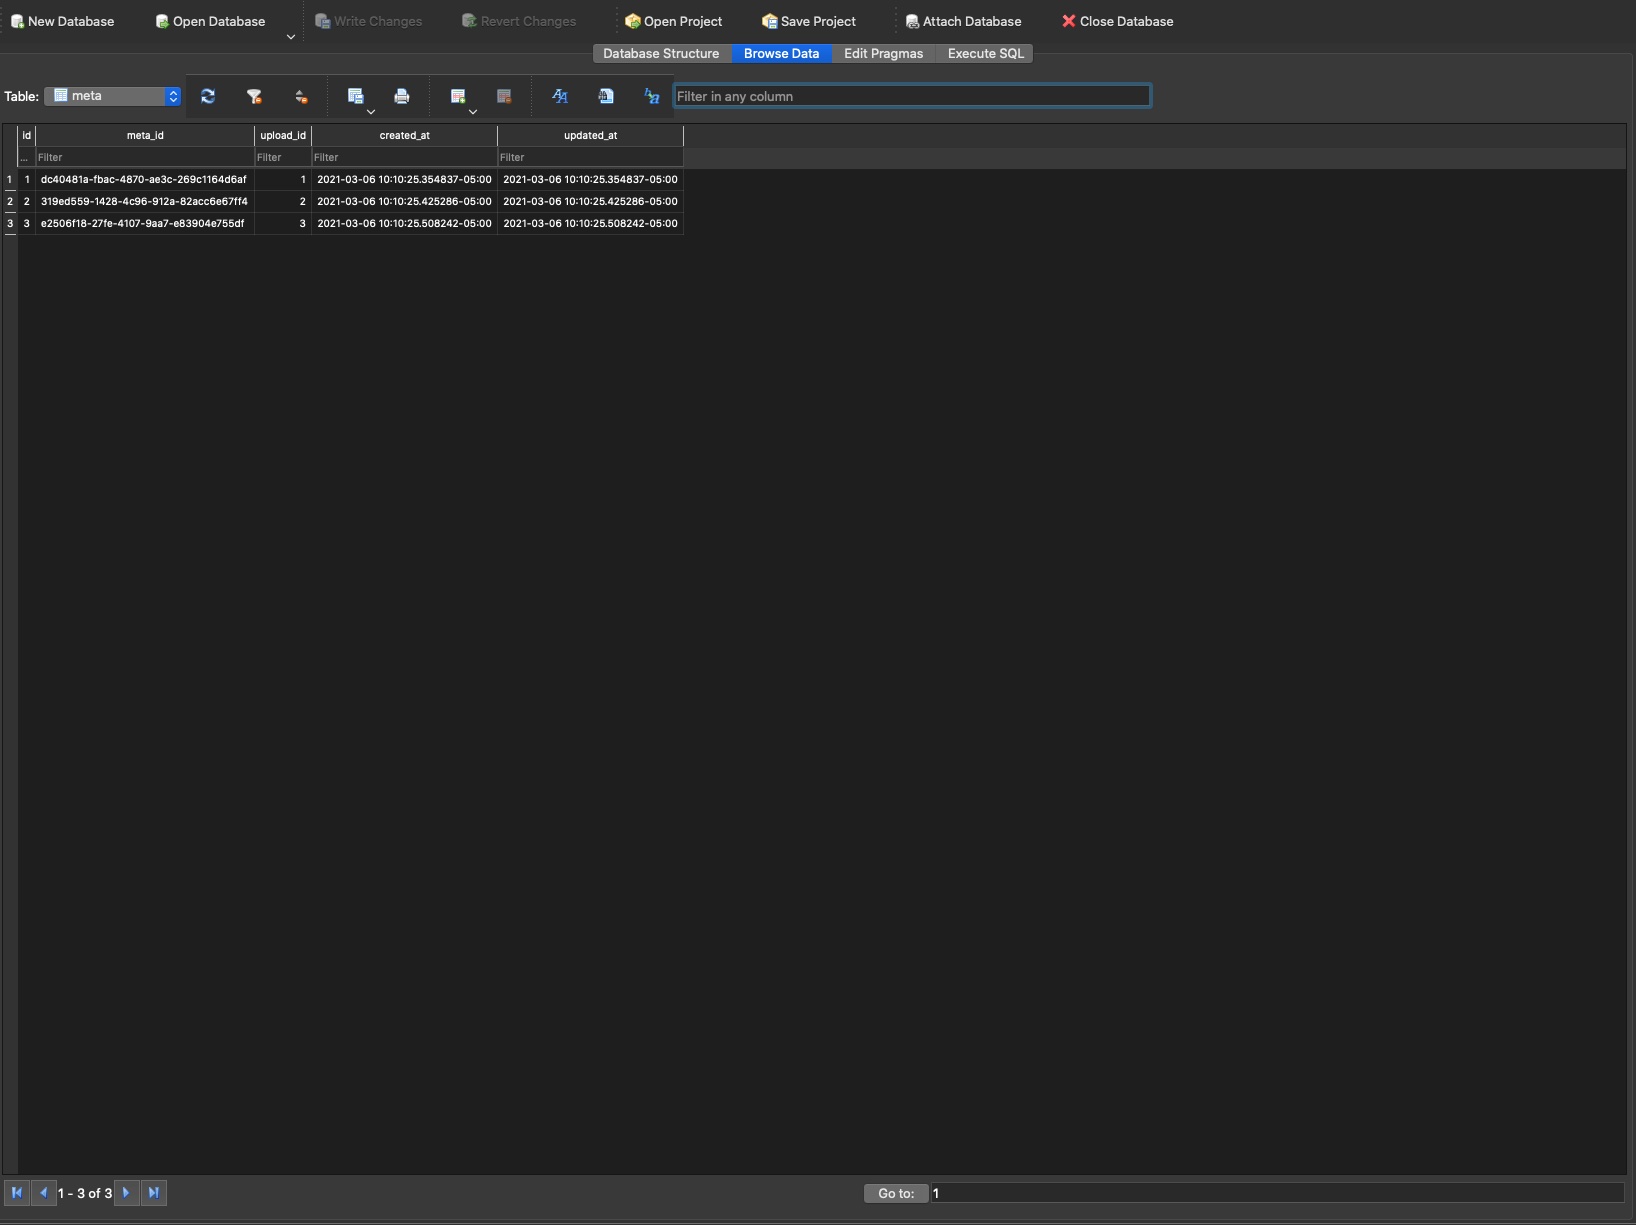 New Database Open Database Write Changes Revert Changes Open Project Save Project Attach Database Close Database
Database Structure Browse Data Edit Pragmas Execute SQL
Table: meta Filter in any column
id meta_id upload_id created_at updated_at
... Filter Filter Filter Filter
1 1 dc40481a-fbac-4870-ae3c-269c1164d6af 1 2021-03-06 10:10:25.354837-05:00 2021-03-06 10:10:25.354837-05:00
2 2 319ed559-1428-4c96-912a-82acc6e67ff4 2 2021-03-06 10:10:25.425286-05:00 2021-03-06 10:10:25.425286-05:00
3 3 e2506f18-27fe-4107-9aa7-e83904e755df 3 2021-03-06 10:10:25.508242-05:00 2021-03-06 10:10:25.508242-05:00
1 - 3 of 3 Go to: 1